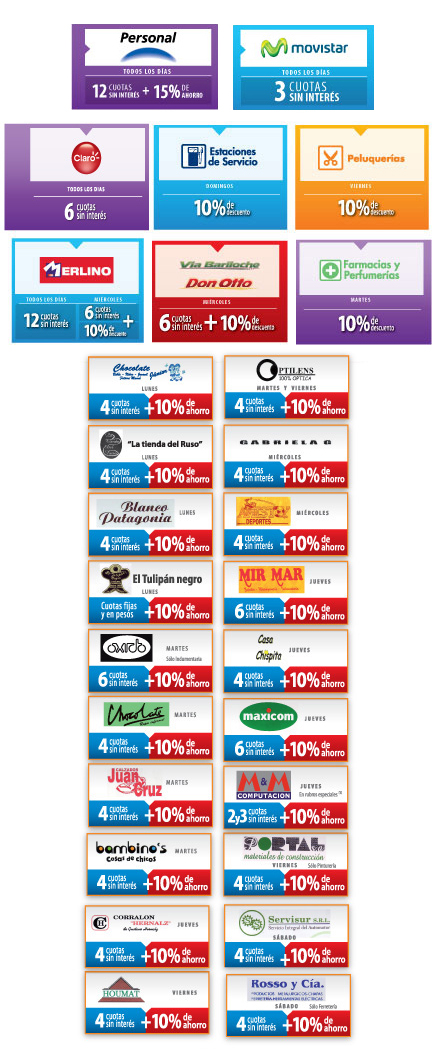 Personal
TODOS LOS DÍAS
12 CUOTAS SIN INTERÉS + 15% DE AHORRO
movistar
TODOS LOS DÍAS
3 CUOTAS SIN INTERÉS
Claro
TODOS LOS DIAS
6 cuotas sin interés
Estaciones de Servicio
DOMINGOS
10% de descuento
Peluquerías
VIERNES
10% de descuento
MERLINO
TODOS LOS DÍAS
12 cuotas sin interés
MIÉRCOLES
6 cuotas sin interés + 10% de descuento
Via Bariloche
Don Otto
MIÉRCOLES
6 cuotas sin interés + 10% de descuento
Farmacias y Perfumerías
MARTES
10% de descuento
Chocolate
Júnior
LUNES
4 cuotas sin interés +10% de ahorro
OPTILENS
100% OPTICA
MARTES Y VIERNES
4 cuotas sin interés +10% de ahorro
"La tienda del Ruso"
LUNES
4 cuotas sin interés +10% de ahorro
GABRIELA G
MIÉRCOLES
4 cuotas sin interés +10% de ahorro
Blanco Patagonia
LUNES
4 cuotas sin interés +10% de ahorro
DEPORTES
MIÉRCOLES
4 cuotas sin interés +10% de ahorro
El Tulipán negro
LUNES
Cuotas fijas y en pesós +10% de ahorro
MIR MAR
JUEVES
6 cuotas sin interés +10% de ahorro
MARTES
Sólo Indumentaria
6 cuotas sin interés +10% de ahorro
Casa Chispita
JUEVES
4 cuotas sin interés +10% de ahorro
Chocolate
MARTES
4 cuotas sin interés +10% de ahorro
maxicom
JUEVES
6 cuotas sin interés +10% de ahorro
CALZADOS
Juan Cruz
MARTES
4 cuotas sin interés +10% de ahorro
M&M
COMPUTACION
JUEVES
En rubros especiales
2y3 cuotas sin interés +10% de ahorro
bambino's
Cosas de chicos
MARTES
4 cuotas sin interés +10% de ahorro
PORTAL
materiales de construcción
VIERNES Sólo Pinturería
4 cuotas sin interés +10% de ahorro
CORRALON
"HERNALZ"
JUEVES
4 cuotas sin interés +10% de ahorro
Servisur S.R.L.
Servicio Integral del Automotor
SÁBADO
4 cuotas sin interés +10% de ahorro
HOUMAT
VIERNES
4 cuotas sin interés +10% de ahorro
Rosso y Cía.
SÁBADO Sólo Ferretería
4 cuotas sin interés +10% de ahorro